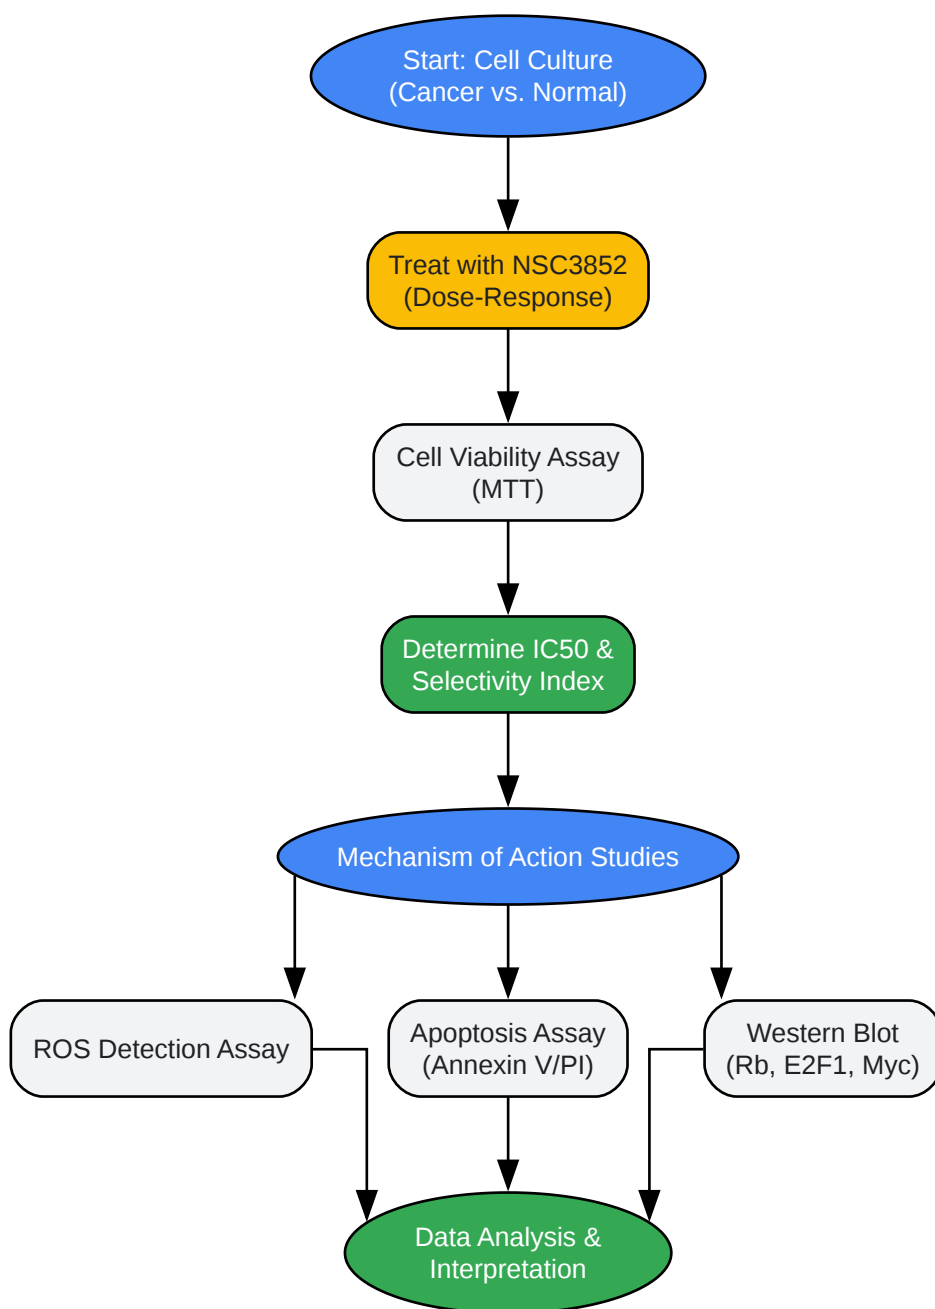 Start: Cell Culture
(Cancer vs. Normal)
Treat with NSC3852
(Dose-Response)
Cell Viability Assay
(MTT)
Determine IC50 &
Selectivity Index
Mechanism of Action Studies
ROS Detection Assay
Apoptosis Assay
(Annexin V/PI)
Western Blot
(Rb, E2F1, Myc)
Data Analysis &
Interpretation